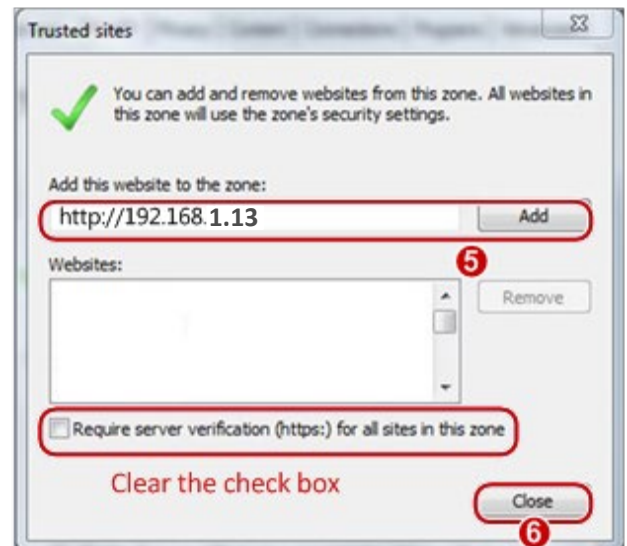 Trusted sites
You can add and remove websites from this zone. All websites in
this zone will use the zone's security settings.
Add this website to the zone:
http://192.168.1.13
Add
5
Websites:
Remove
Require server verification (https:) for all sites in this zone
Clear the check box
Close
6